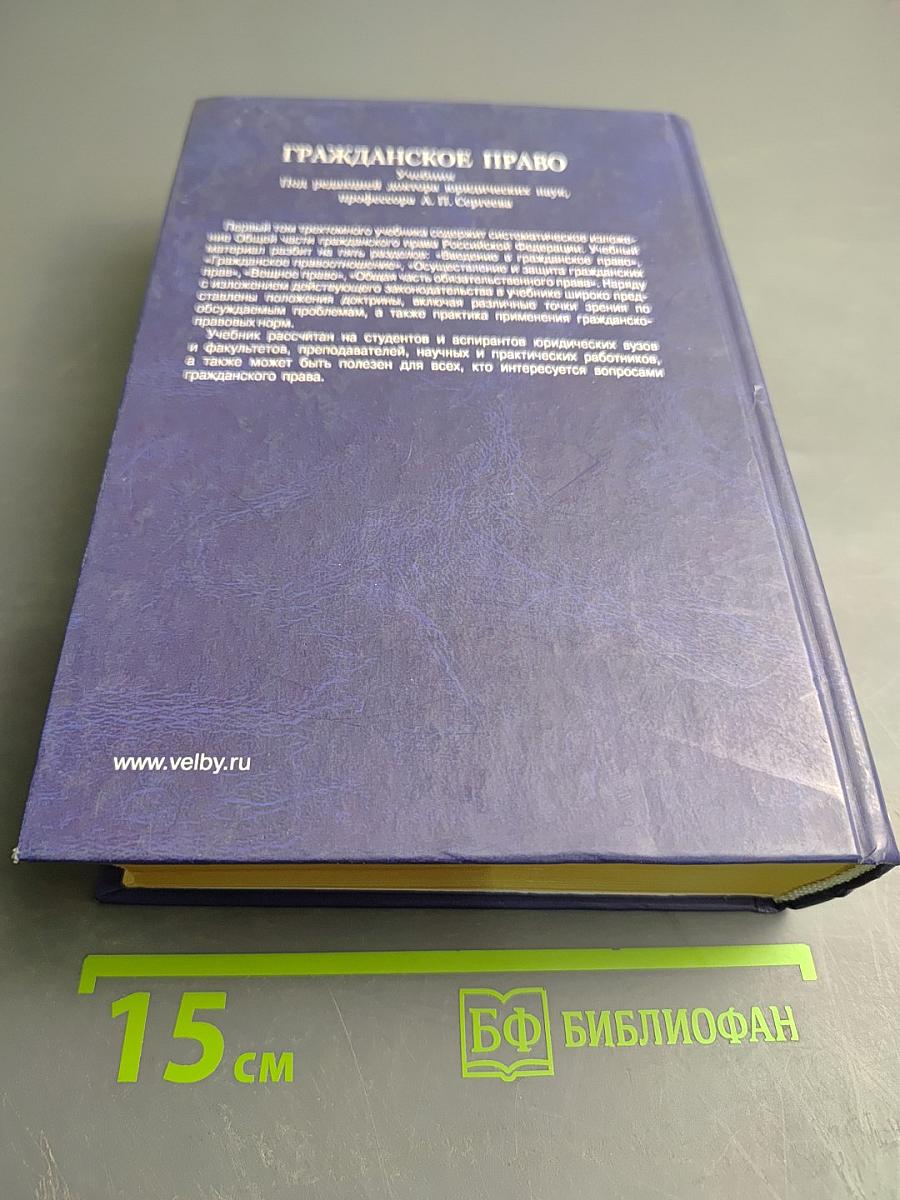 ГРАЖДАНСКОЕ ПРАВО
Учебник
Под редакцией доктора юридических наук,
профессора А. П. Сергеева
Первый том трехтомного учебника содержит систематическое изложе-
ние Общей части гражданского права Российской Федерации. Учебный
материал разбит на пять разделов: «Введение в гражданское право»,
«Гражданское правоотношение», «Осуществление и защита гражданских
прав», «Вещное право», «Общая часть обязательственного права». Наряду
с изложением действующего законодательства в учебнике широко пред-
ставлены положения доктрины, включая различные точки зрения по
обсуждаемым проблемам, а также практика применения гражданско-
правовых норм.
Учебник рассчитан на студентов и аспирантов юридических вузов
и факультетов, преподавателей, научных и практических работников,
а также может быть полезен для всех, кто интересуется вопросами
гражданского права.
www.velby.ru
15 см
БФ БИБЛИОФАН